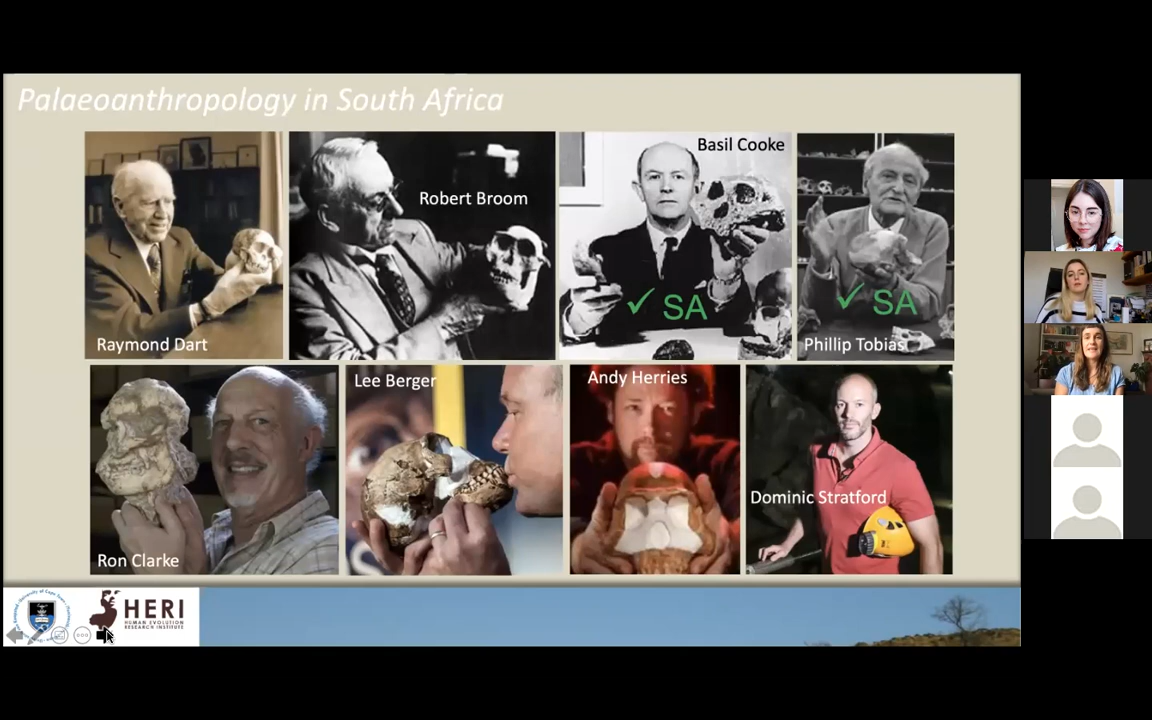 Palaeoanthropology in South Africa
Raymond Dart
Robert Broom
Basil Cooke
✓ SA
Phillip Tobias
✓ SA
Ron Clarke
Lee Berger
Andy Herries
Dominic Stratford
HERI
HUMAN EVOLUTION
RESEARCH INSTITUTE